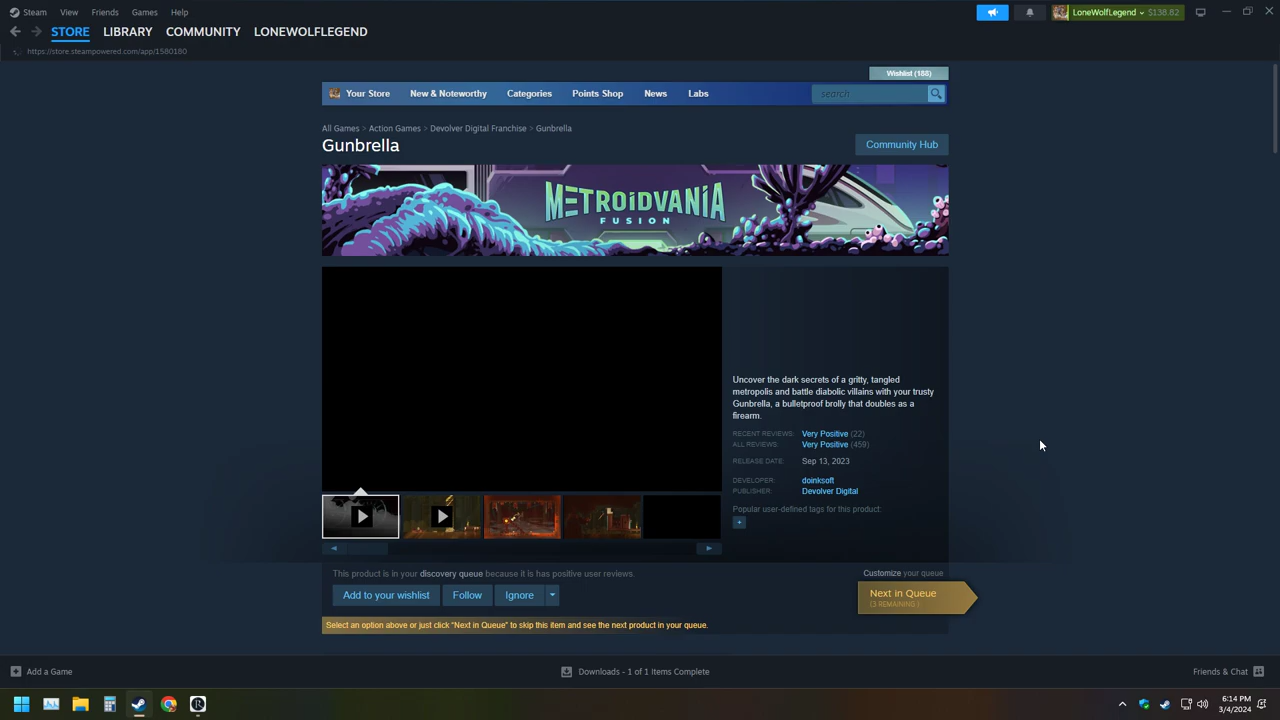 Steam View Friends Games Help
LoneWolfLegend $138.82
STORE LIBRARY COMMUNITY LONEWOLFLEGEND
https://store.steampowered.com/app/1580180
Wishlist (188)
Your Store New & Noteworthy Categories Points Shop News Labs search
All Games > Action Games > Devolver Digital Franchise > Gunbrella
Gunbrella
Community Hub
METROIDVANIA
FUSION
Uncover the dark secrets of a gritty, tangled
metropolis and battle diabolic villains with your trusty
Gunbrella, a bulletproof brolly that doubles as a
firearm.
RECENT REVIEWS: Very Positive (22)
ALL REVIEWS: Very Positive (459)
RELEASE DATE: Sep 13, 2023
DEVELOPER: doinksoft
PUBLISHER: Devolver Digital
Popular user-defined tags for this product:
+
This product is in your discovery queue because it has positive user reviews.
Customize your queue
Add to your wishlist Follow Ignore
Next in Queue
(3 REMAINING )
Select an option above or just click "Next in Queue" to skip this item and see the next product in your queue.
Add a Game
Downloads - 1 of 1 Items Complete
Friends & Chat
6:14 PM
3/4/2024